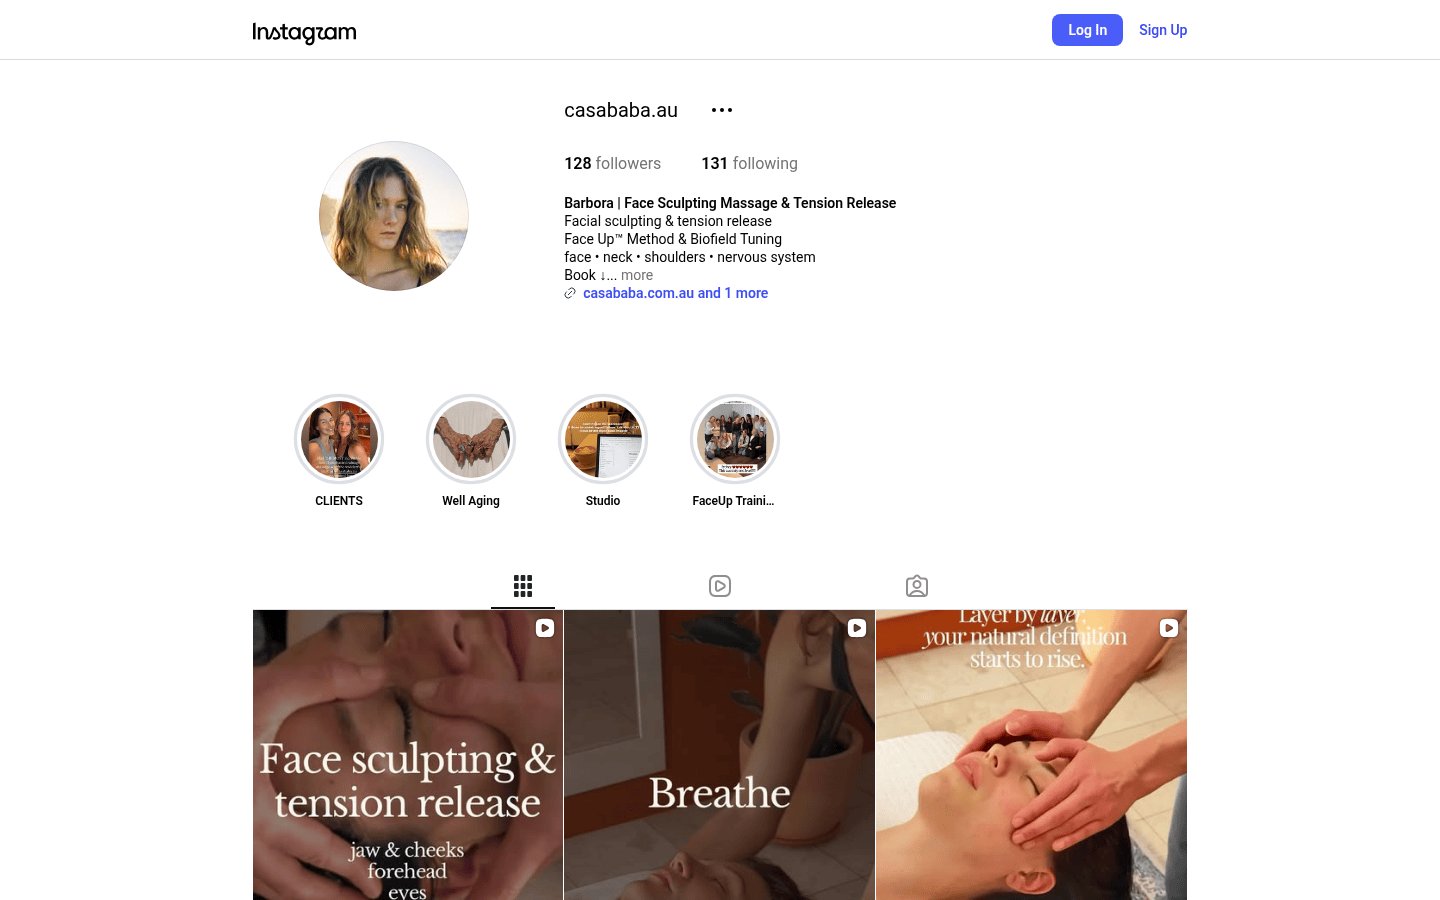 Instagram
Log In
Sign Up
casababa.au
128 followers
131 following
Barbora | Face Sculpting Massage & Tension Release
Facial sculpting & tension release
Face Up™ Method & Biofield Tuning
face • neck • shoulders • nervous system
Book ↓... more
casababa.com.au and 1 more
CLIENTS
Well Aging
Studio
FaceUp Traini...
Face sculpting &
tension release
jaw & cheeks
forehead
eyes
Breathe
Layer by layer,
your natural definition
starts to rise.